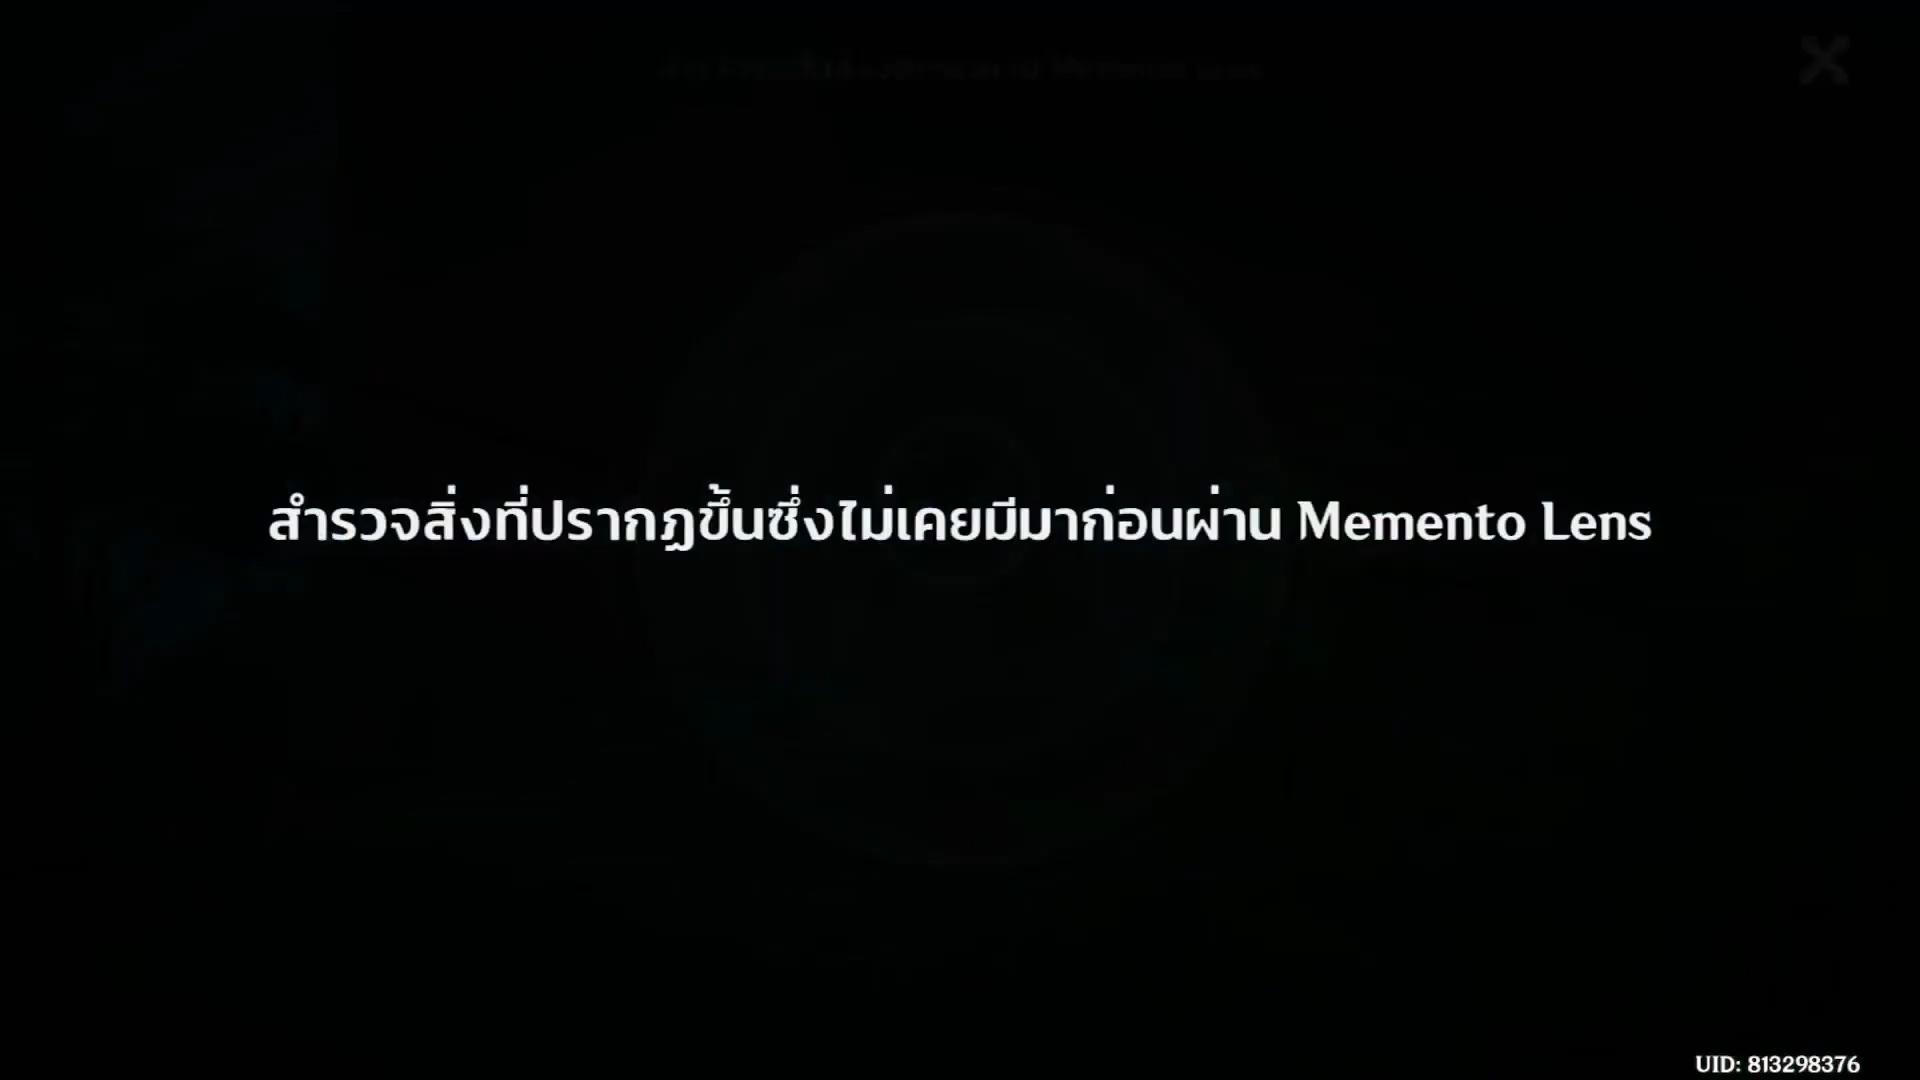 สำรวจสิ่งที่ปรากฏขึ้นซึ่งไม่เคยมีมาก่อนผ่าน Memento Lens
UID: 813298376